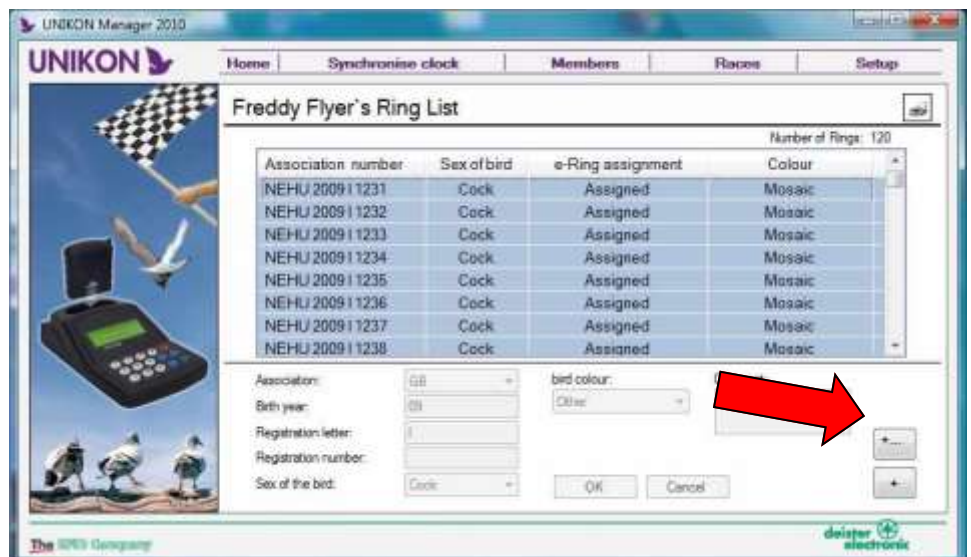 UNIKON Manager 2010
UNIKON
Home Synchronise clock Members Races Setup
Freddy Flyer`s Ring List
Number of Rings: 120
Association number Sex of bird e-Ring assignment Colour
NEHU 2009 I 1231 Cock Assigned Mosaic
NEHU 2009 I 1232 Cock Assigned Mosaic
NEHU 2009 I 1233 Cock Assigned Mosaic
NEHU 2009 I 1234 Cock Assigned Mosaic
NEHU 2009 I 1235 Cock Assigned Mosaic
NEHU 2009 I 1236 Cock Assigned Mosaic
NEHU 2009 I 1237 Cock Assigned Mosaic
NEHU 2009 I 1238 Cock Assigned Mosaic
Association: GB bird colour:
Birth year: 09 Other
Registration letter: I
+...
Registration number:
Sex of the bird: Cock OK Cancel +
The Company
deister electronic